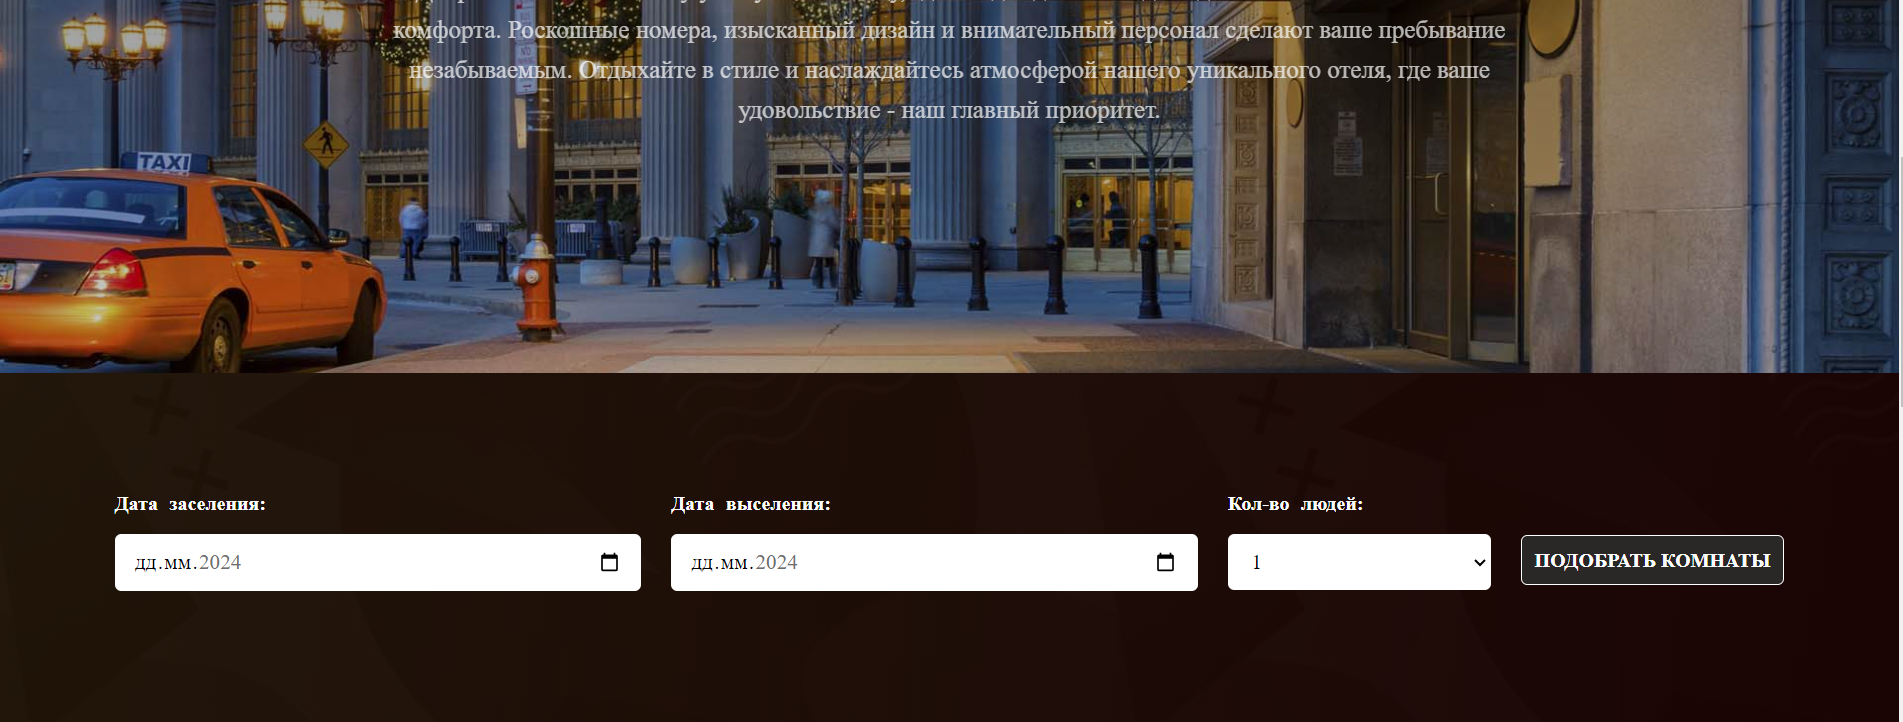 комфорта. Роскошные номера, изысканный дизайн и внимательный персонал сделают ваше пребывание
незабываемым. Отдыхайте в стиле и наслаждайтесь атмосферой нашего уникального отеля, где ваше
удовольствие - наш главный приоритет.
TAXI
Дата заселения:
Дата выселения:
Кол-во людей:
дд.мм.2024
дд.мм.2024
1
ПОДОБРАТЬ КОМНАТЫ